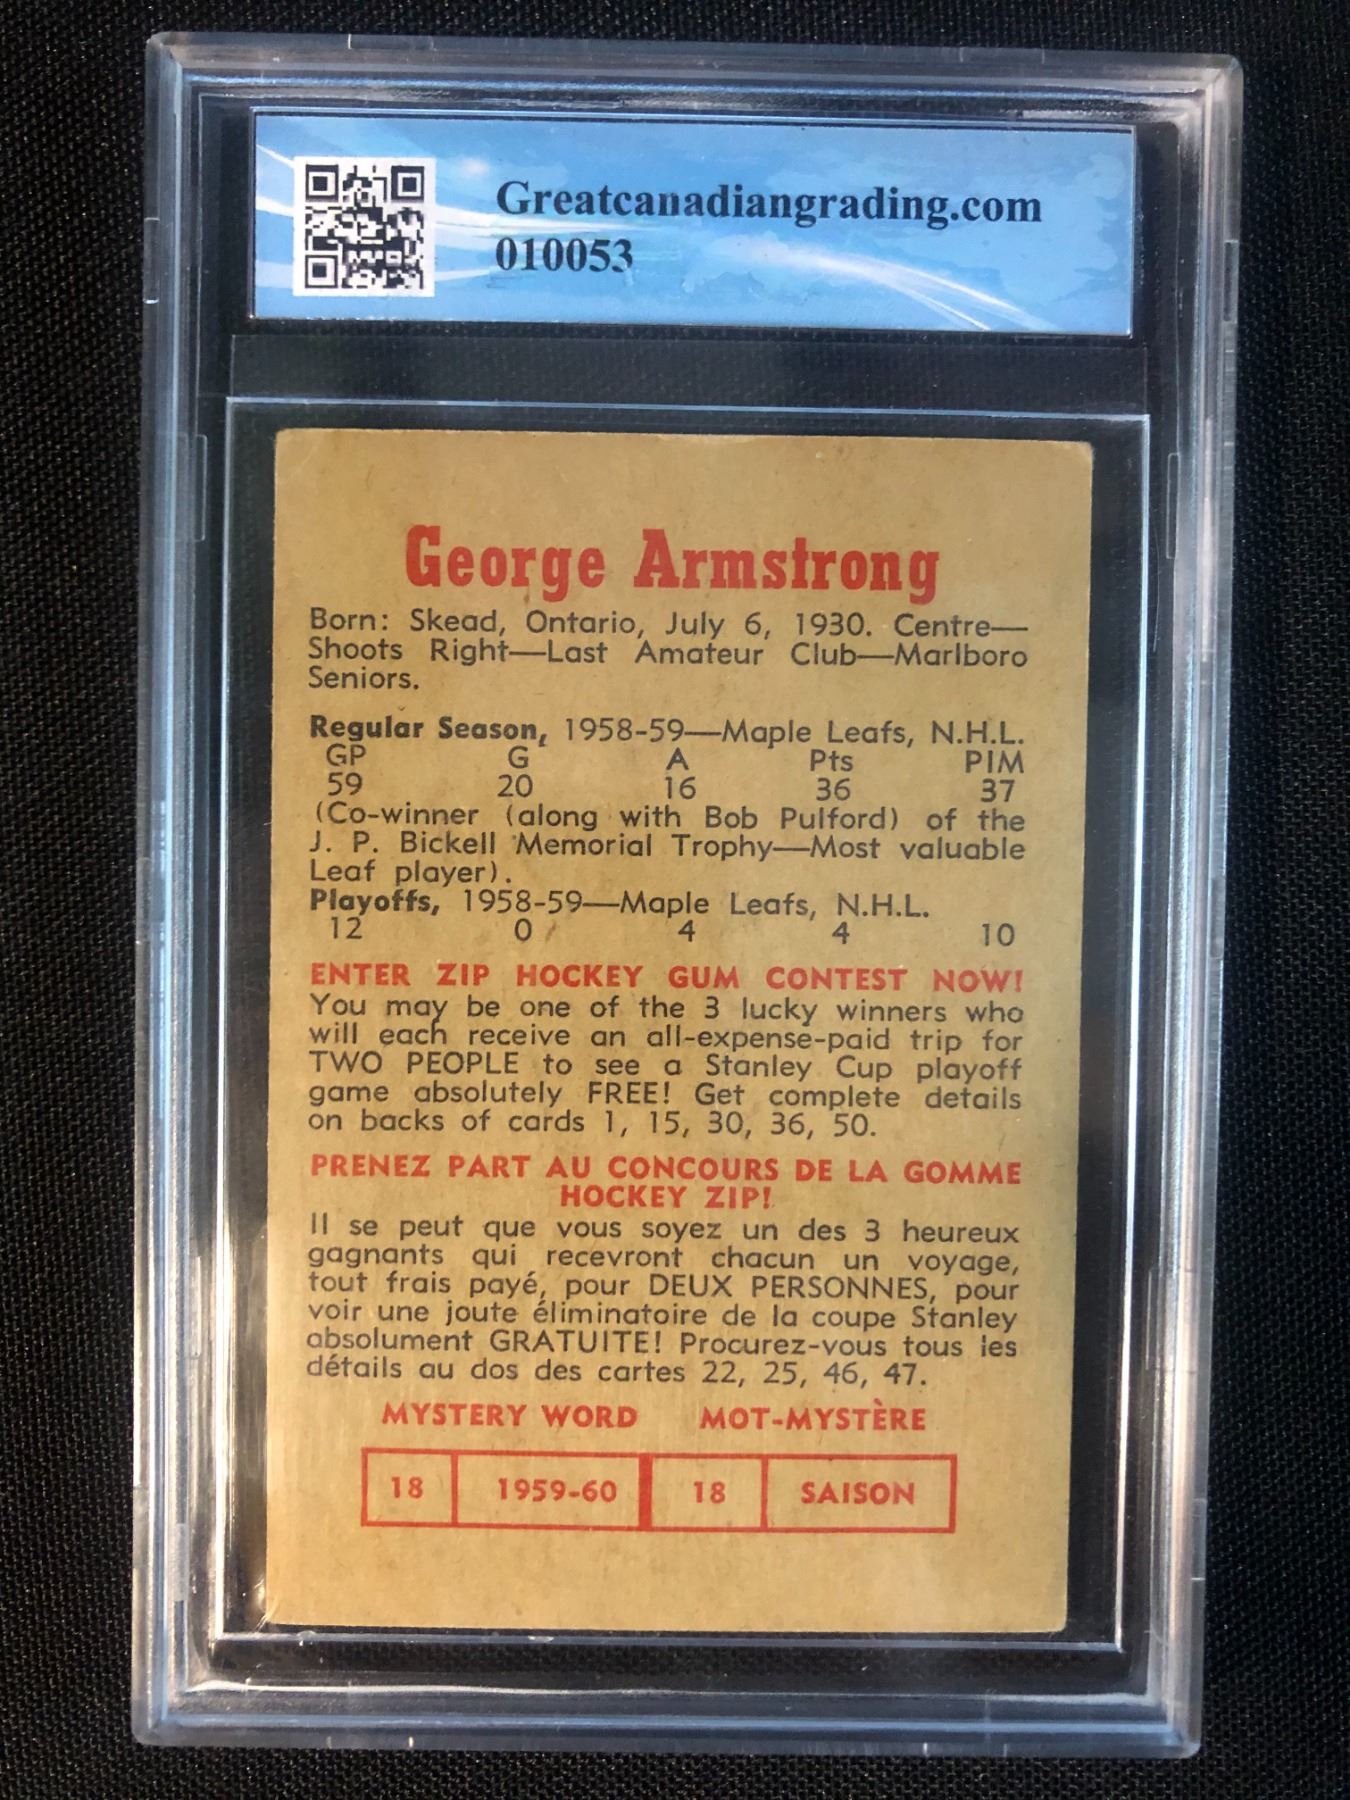 Greatcanadiangrading.com
010053
George Armstrong
Born: Skead, Ontario, July 6, 1930. Centre—
Shoots Right—Last Amateur Club—Marlboro
Seniors.
Regular Season, 1958-59—Maple Leafs, N.H.L.
GP G A Pts PIM
59 20 16 36 37
(Co-winner (along with Bob Pulford) of the
J. P. Bickell Memorial Trophy—Most valuable
Leaf player).
Playoffs, 1958-59—Maple Leafs, N.H.L.
12 0 4 4 10
ENTER ZIP HOCKEY GUM CONTEST NOW!
You may be one of the 3 lucky winners who
will each receive an all-expense-paid trip for
TWO PEOPLE to see a Stanley Cup playoff
game absolutely FREE! Get complete details
on backs of cards 1, 15, 30, 36, 50.
PRENEZ PART AU CONCOURS DE LA GOMME
HOCKEY ZIP!
Il se peut que vous soyez un des 3 heureux
gagnants qui recevront chacun un voyage,
tout frais payé, pour DEUX PERSONNES, pour
voir une joute éliminatoire de la coupe Stanley
absolument GRATUITE! Procurez-vous tous les
détails au dos des cartes 22, 25, 46, 47.
MYSTERY WORD MOT-MYSTÈRE
18 1959-60 18 SAISON